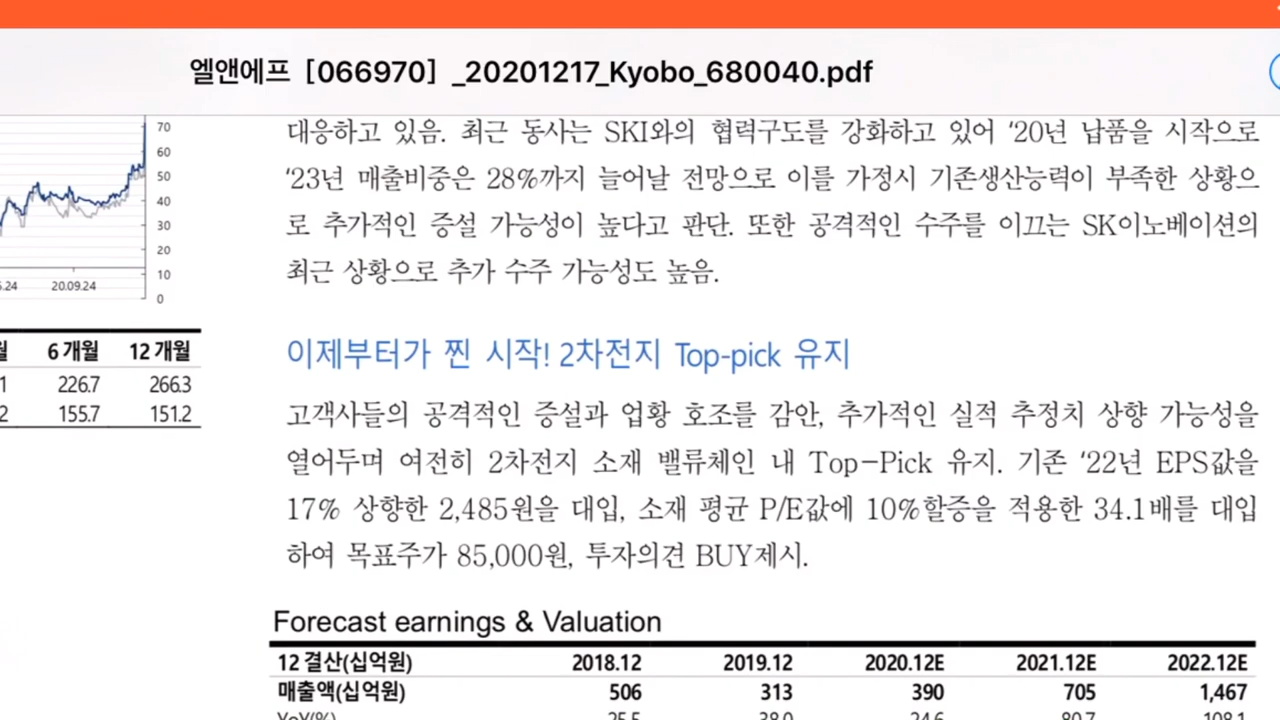 엘앤에프 [066970] _20201217_Kyobo_680040.pdf
70
60
50
40
30
20
10
0
20.09.24
6 개월 12 개월
226.7 266.3
155.7 151.2
대응하고 있음. 최근 동사는 SKI와의 협력구도를 강화하고 있어 ‘20년 납품을 시작으로
‘23년 매출비중은 28%까지 늘어날 전망으로 이를 가정시 기존생산능력이 부족한 상황으
로 추가적인 증설 가능성이 높다고 판단. 또한 공격적인 수주를 이끄는 SK이노베이션의
최근 상황으로 추가 수주 가능성도 높음.
이제부터가 찐 시작! 2차전지 Top-pick 유지
고객사들의 공격적인 증설과 업황 호조를 감안, 추가적인 실적 추정치 상향 가능성을
열어두며 여전히 2차전지 소재 밸류체인 내 Top-Pick 유지. 기존 ‘22년 EPS값을
17% 상향한 2,485원을 대입, 소재 평균 P/E값에 10%할증을 적용한 34.1배를 대입
하여 목표주가 85,000원, 투자의견 BUY제시.
Forecast earnings & Valuation
12 결산(십억원) 2018.12 2019.12 2020.12E 2021.12E 2022.12E
매출액(십억원) 506 313 390 705 1,467
YoY(%)